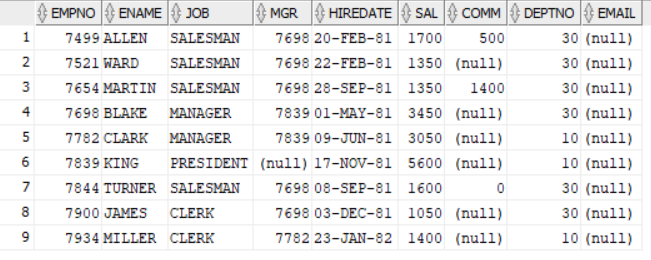 EMPNO ENAME JOB MGR HIREDATE SAL COMM DEPTNO EMAIL
1 7499 ALLEN SALESMAN 7698 20-FEB-81 1700 500 30 (null)
2 7521 WARD SALESMAN 7698 22-FEB-81 1350 (null) 30 (null)
3 7654 MARTIN SALESMAN 7698 28-SEP-81 1350 1400 30 (null)
4 7698 BLAKE MANAGER 7839 01-MAY-81 3450 (null) 30 (null)
5 7782 CLARK MANAGER 7839 09-JUN-81 3050 (null) 10 (null)
6 7839 KING PRESIDENT (null) 17-NOV-81 5600 (null) 10 (null)
7 7844 TURNER SALESMAN 7698 08-SEP-81 1600 0 30 (null)
8 7900 JAMES CLERK 7698 03-DEC-81 1050 (null) 30 (null)
9 7934 MILLER CLERK 7782 23-JAN-82 1400 (null) 10 (null)